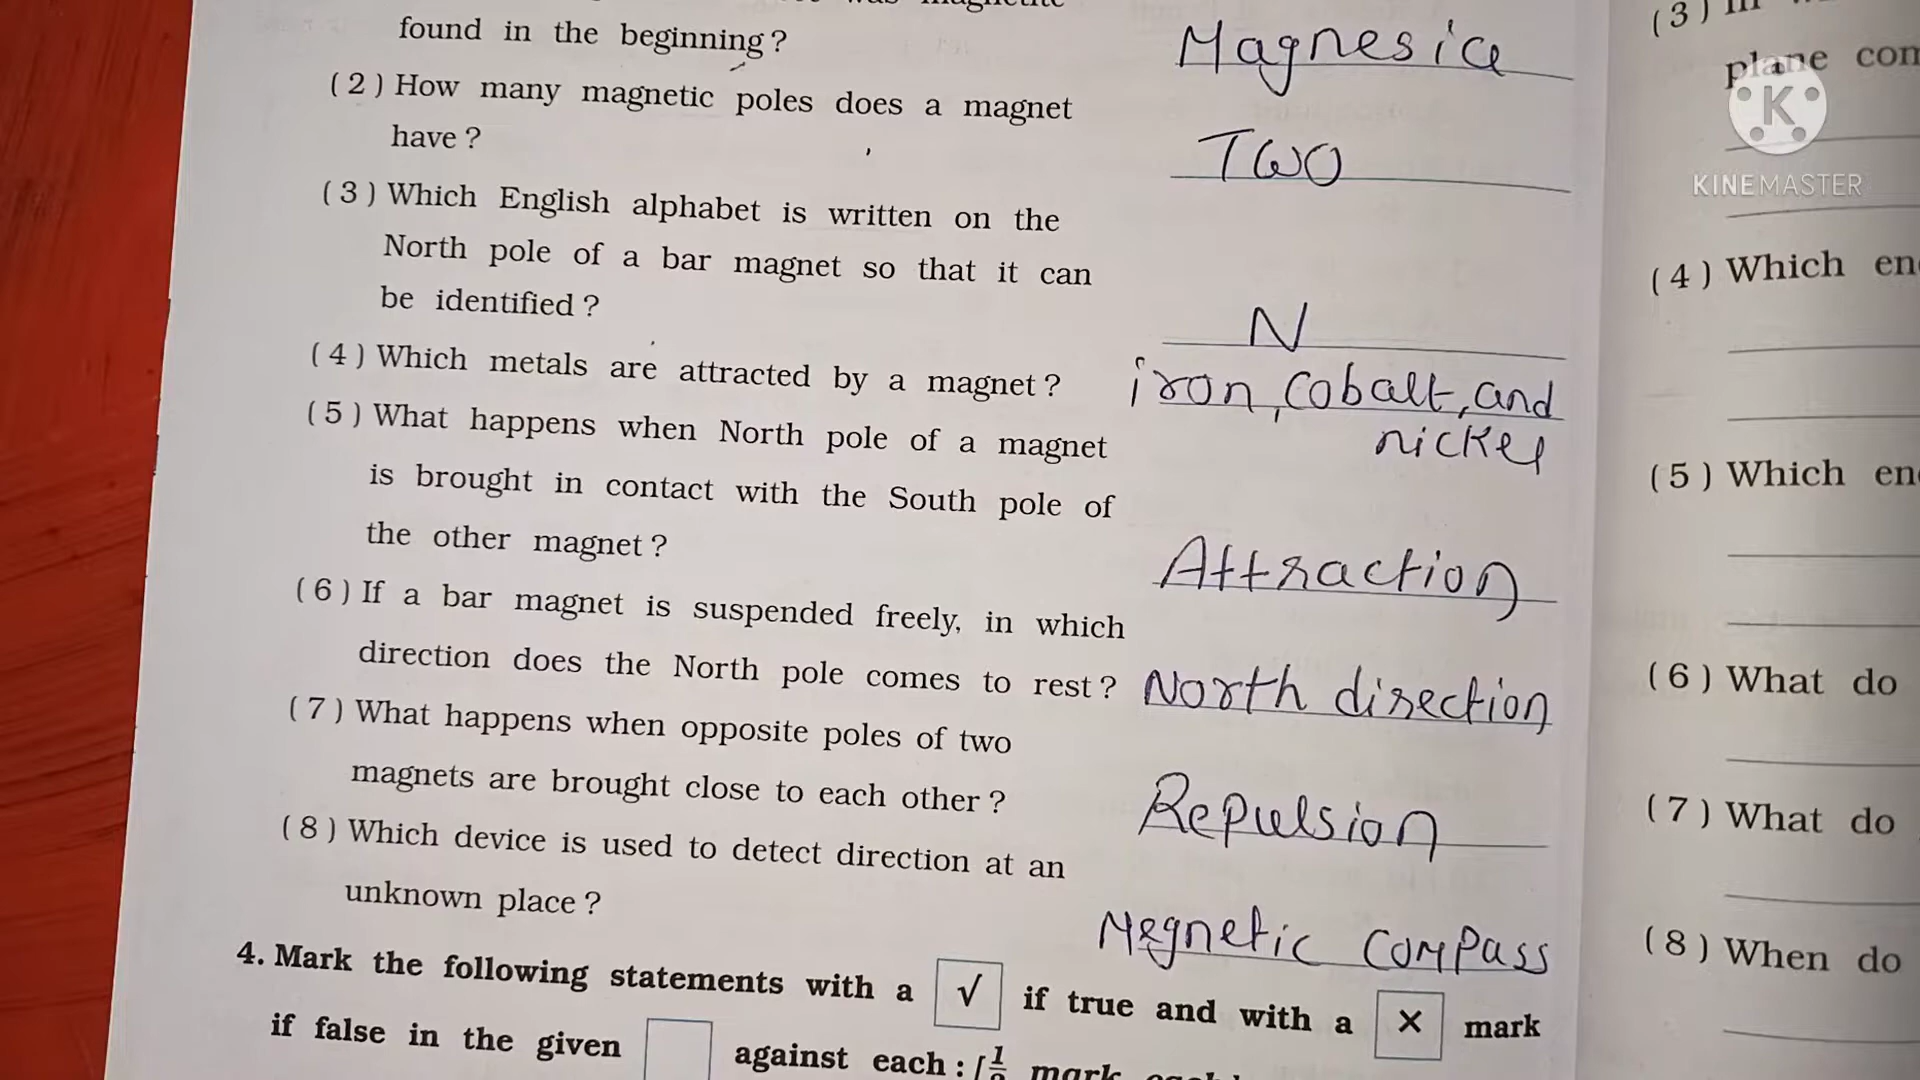 found in the beginning? Magnesia
(2) How many magnetic poles does a magnet
have? Two
(3) Which English alphabet is written on the
North pole of a bar magnet so that it can
be identified? N
(4) Which metals are attracted by a magnet? iron, cobalt, and
nickel
(5) What happens when North pole of a magnet
is brought in contact with the South pole of
the other magnet? Attraction
(6) If a bar magnet is suspended freely, in which
direction does the North pole comes to rest? North direction
(7) What happens when opposite poles of two
magnets are brought close to each other? Repulsion
(8) Which device is used to detect direction at an
unknown place? Megnetic compass
4. Mark the following statements with a √ if true and with a × mark
if false in the given against each :
(3)
plane
K
KINEMASTER
(4) Which
(5) Which
(6) What do
(7) What do
(8) When do